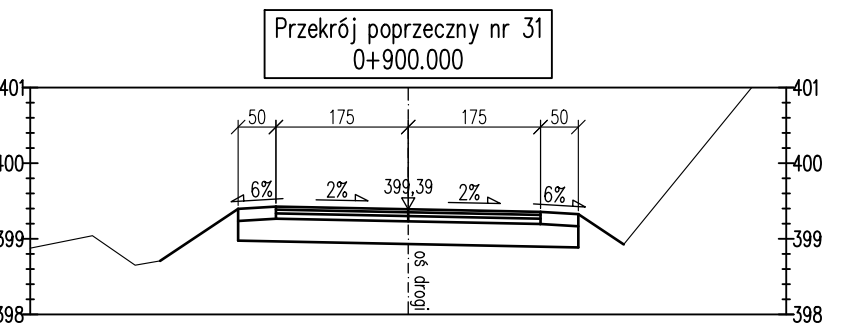 Przekrój poprzeczny nr 31
0+900.000
401 401
50 175 175 50
400 400
6% 2% 399,39 2% 6%
399 399
oś drogi
398 398